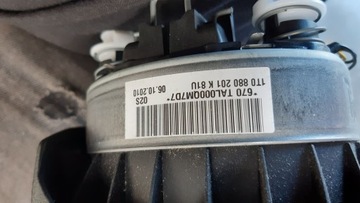 *670 TAL0000M7D7*
1T0 880 201 K 81U
02S
06.10.2010